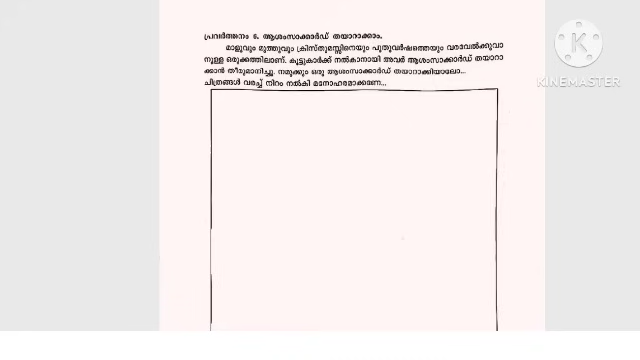 പ്രവർത്തനം 6. ആശംസാക്കാർഡ് തയാറാക്കാം.
മാളുവും മുത്തുവും ക്രിസ്തുമസ്സിനെയും പുതുവർഷത്തെയും വരവേൽക്കുവാ
നുള്ള ഒരുക്കത്തിലാണ്. കൂട്ടുകാർക്ക് നൽകാനായി അവർ ആശംസാക്കാർഡ് തയാറാ
ക്കാൻ തീരുമാനിച്ചു. നമുക്കും ഒരു ആശംസാക്കാർഡ് തയാറാക്കിയാലോ...
ചിത്രങ്ങൾ വരച്ച് നിറം നൽകി മനോഹരമാക്കണേ...
KINEMASTER